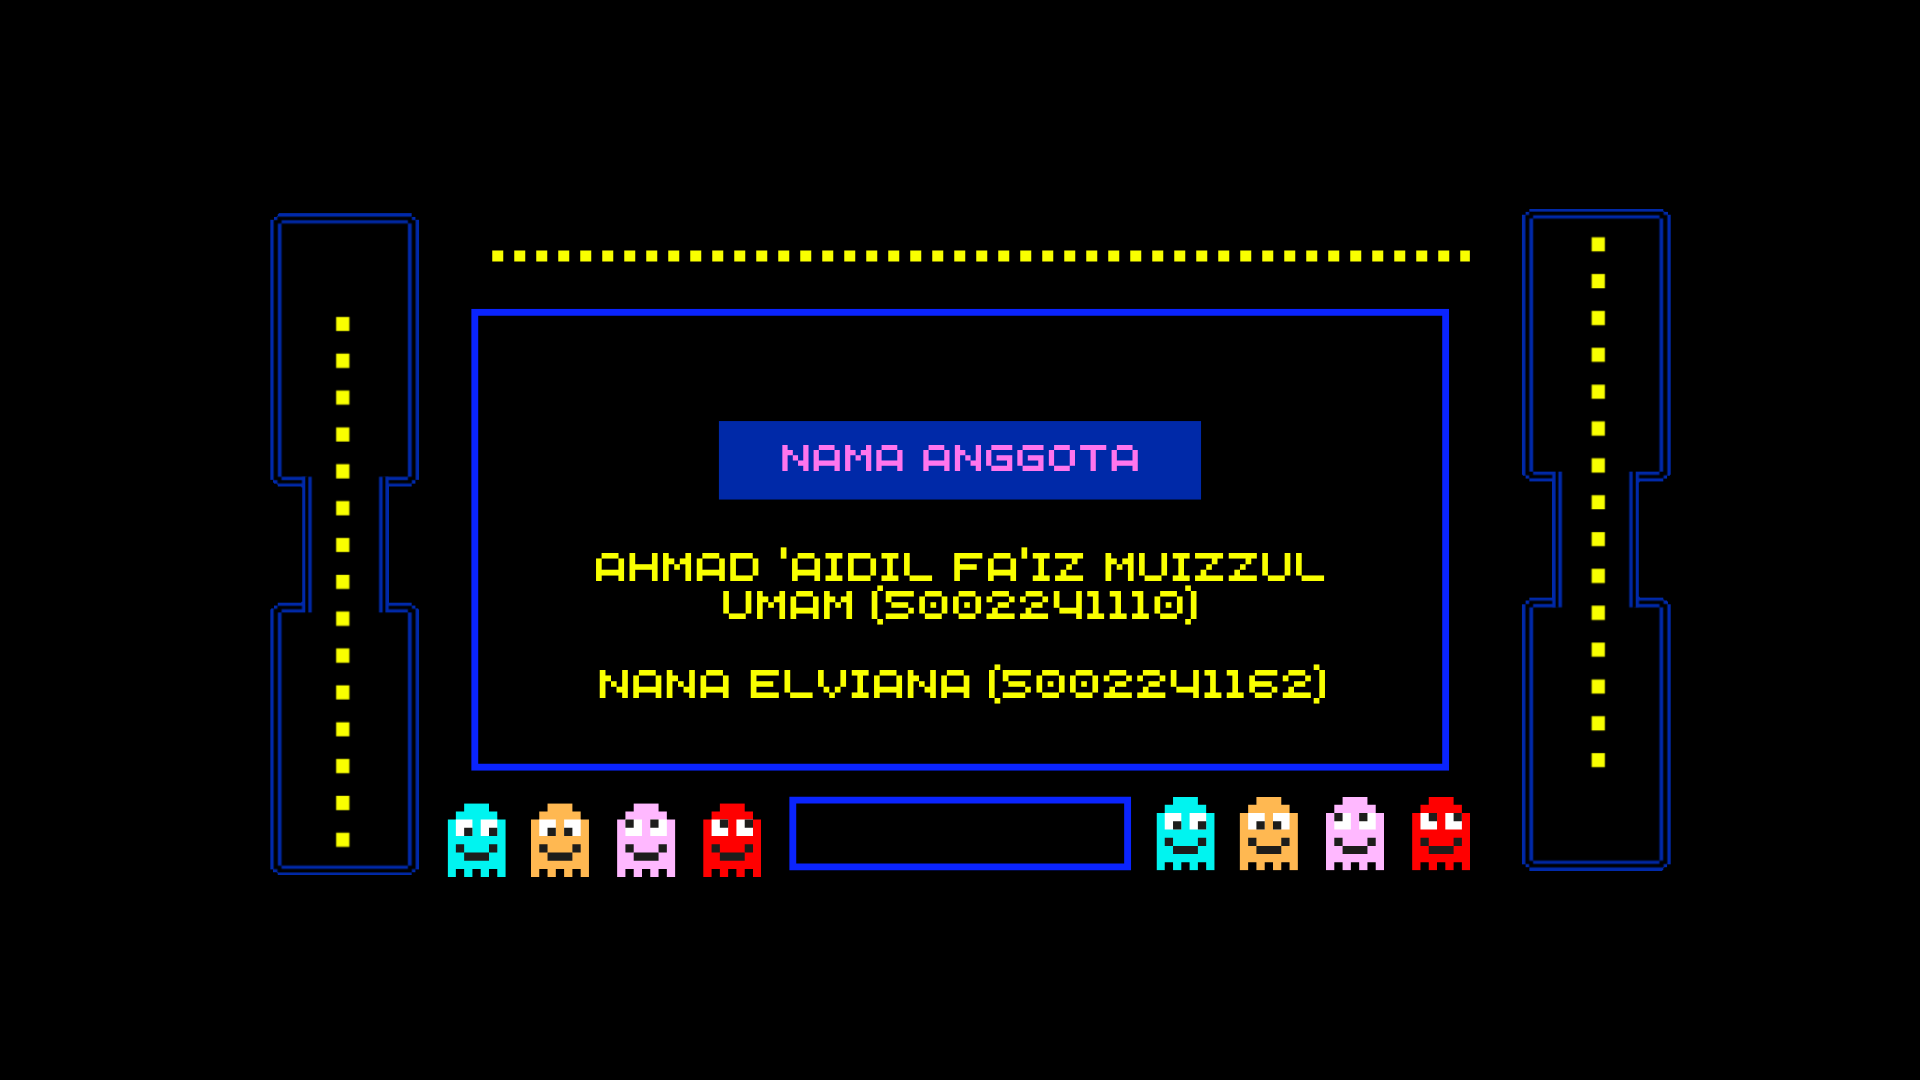 NAMA ANGGOTA
AHMAD 'AIDIL FA'IZ MUIZZUL
UMAM (5002241110)
NANA ELVIANA (5002241162)